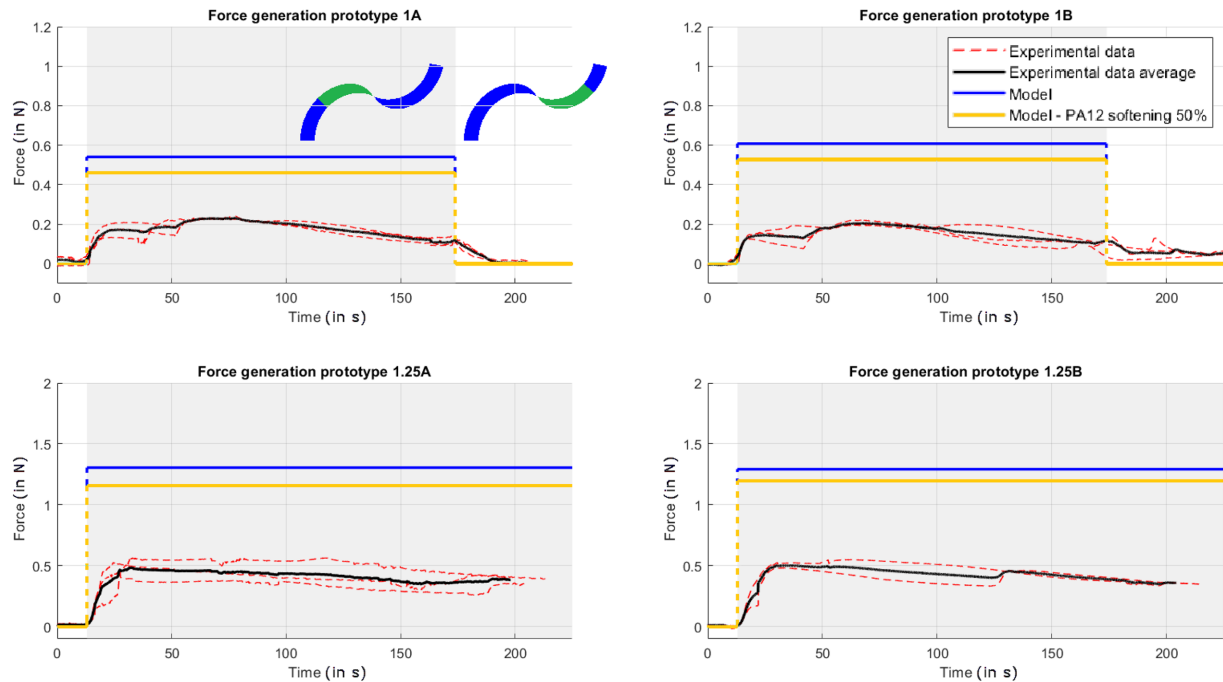 Force generation prototype 1A
1.2
1
0.8
0.6
0.4
0.2
0
Force (in N)
0 50 100 150 200
Time (in s)
Force generation prototype 1B
1.2
1
0.8
0.6
0.4
0.2
0
Force (in N)
Experimental data
Experimental data average
Model
Model - PA12 softening 50%
0 50 100 150 200
Time (in s)
Force generation prototype 1.25A
2
1.5
1
0.5
0
Force (in N)
0 50 100 150 200
Time (in s)
Force generation prototype 1.25B
2
1.5
1
0.5
0
Force (in N)
0 50 100 150 200
Time (in s)